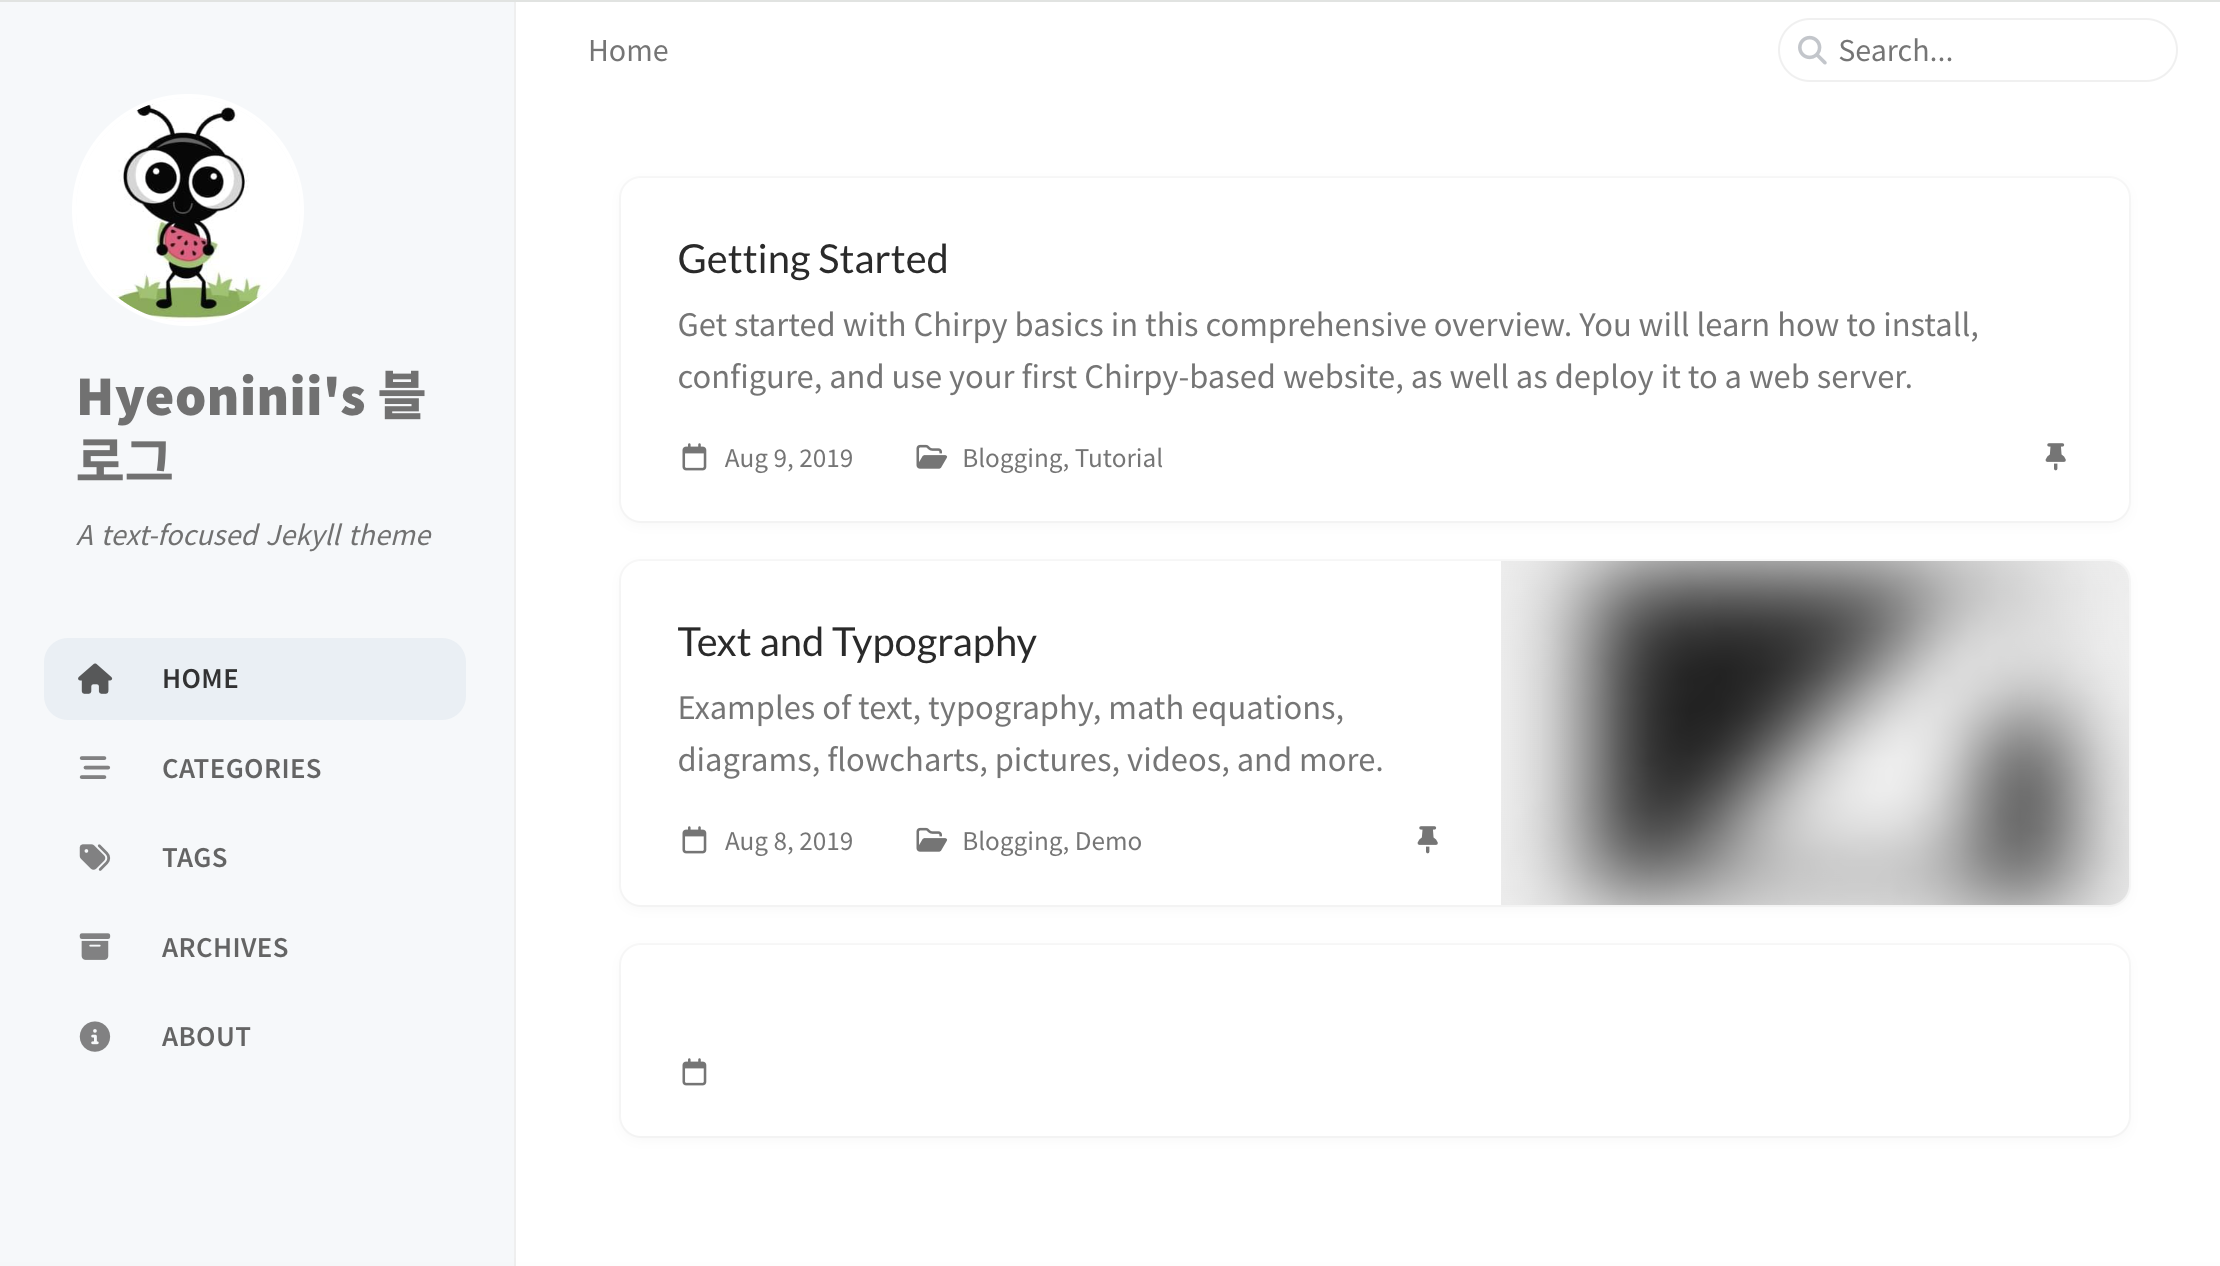 Hyeoninii's 블
로그
A text-focused Jekyll theme
HOME
CATEGORIES
TAGS
ARCHIVES
ABOUT
Home
Search...
Getting Started
Get started with Chirpy basics in this comprehensive overview. You will learn how to install,
configure, and use your first Chirpy-based website, as well as deploy it to a web server.
Aug 9, 2019 Blogging, Tutorial
Text and Typography
Examples of text, typography, math equations,
diagrams, flowcharts, pictures, videos, and more.
Aug 8, 2019 Blogging, Demo